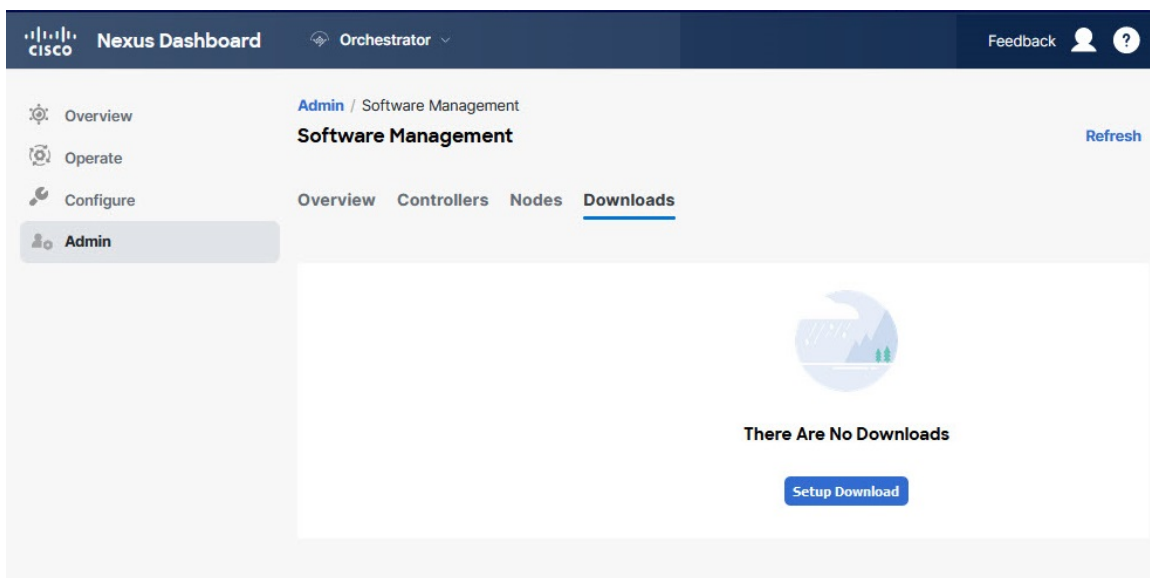 cisco Nexus Dashboard Orchestrator Feedback ?
Overview
Operate
Configure
Admin
Admin / Software Management
Software Management
Refresh
Overview Controllers Nodes Downloads
There Are No Downloads
Setup Download